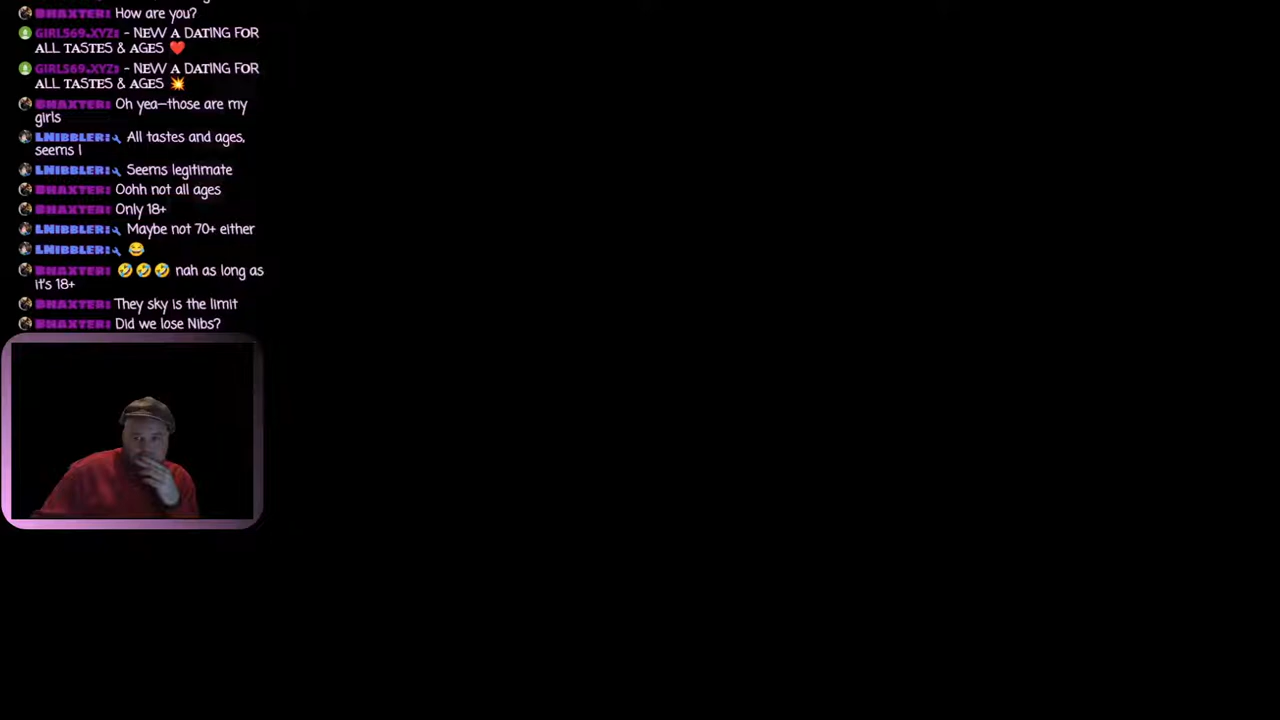 BHAXTER: How are you?
GIRLS69.XYZ: - NEW A DATING FOR
ALL TASTES & AGES ❤️
GIRLS69.XYZ: - NEW A DATING FOR
ALL TASTES & AGES 💥
BHAXTER: Oh yea—those are my
girls
LNIBBLER: All tastes and ages,
seems l
LNIBBLER: Seems legitimate
BHAXTER: Oohh not all ages
BHAXTER: Only 18+
LNIBBLER: Maybe not 70+ either
LNIBBLER: 😂
BHAXTER: 🤣🤣🤣 nah as long as
it's 18+
BHAXTER: They sky is the limit
BHAXTER: Did we lose Nibs?